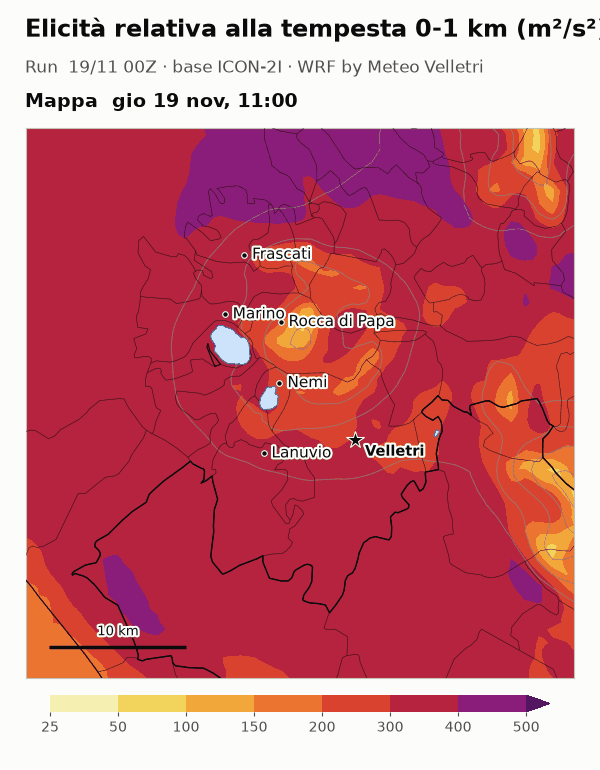 Elicità relativa alla tempesta 0-1 km (m²/s²)
Run  19/11 00Z · base ICON-2I · WRF by Meteo Velletri
Mappa  gio 19 nov, 11:00
Frascati
Marino
Rocca di Papa
Nemi
Velletri
Lanuvio
10 km
25 50 100 150 200 300 400 500